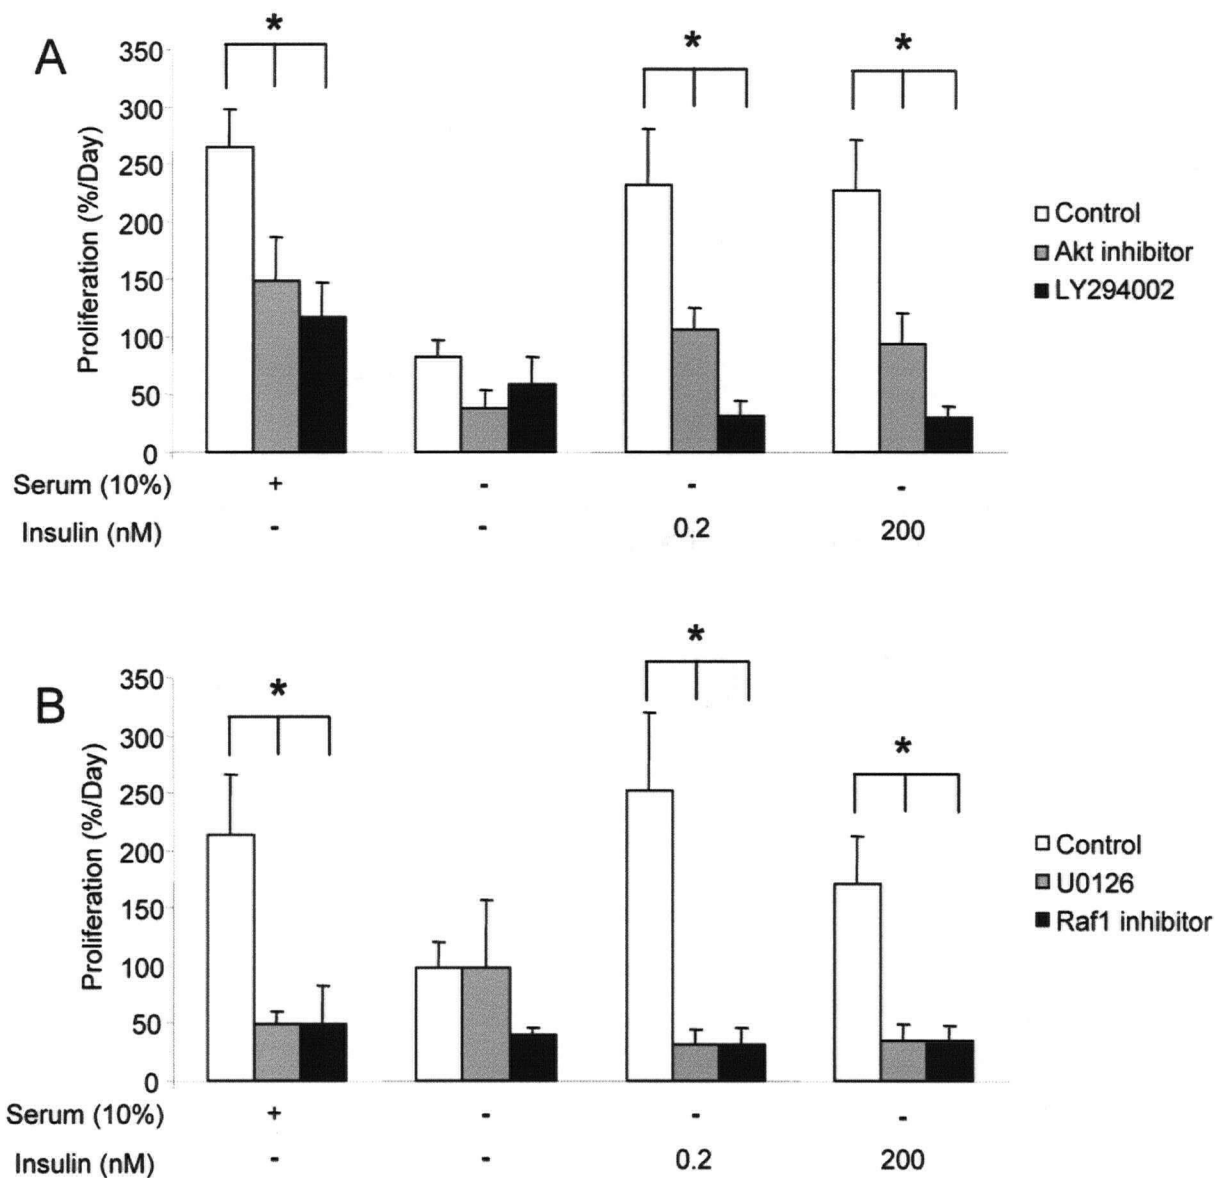 A
*
*
*
350
300
250
200
150
100
50
0
Proliferation (%/Day)
Control
Akt inhibitor
LY294002
Serum (10%) + - - -
Insulin (nM) - - 0.2 200
B
*
*
*
350
300
250
200
150
100
50
0
Proliferation (%/Day)
Control
U0126
Raf1 inhibitor
Serum (10%) + - - -
Insulin (nM) - - 0.2 200